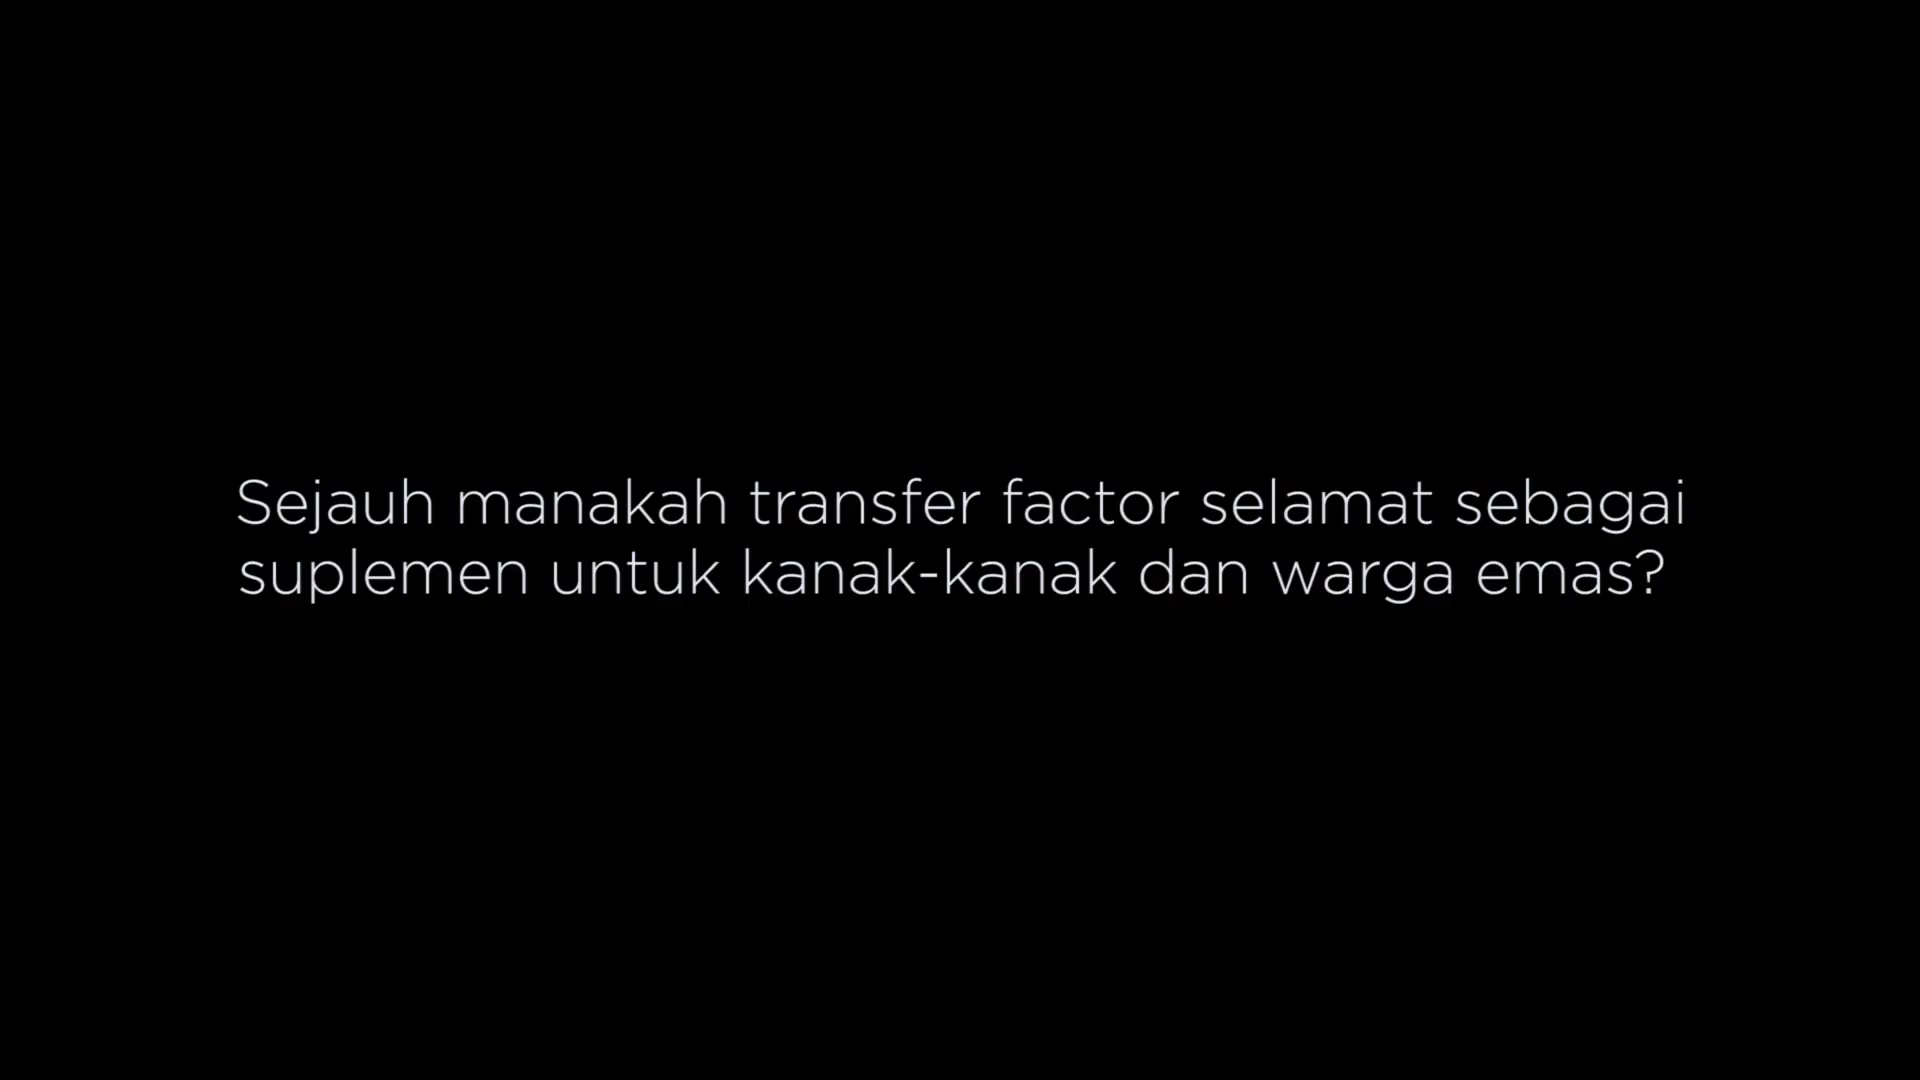 Sejauh manakah transfer factor selamat sebagai
suplemen untuk kanak-kanak dan warga emas?